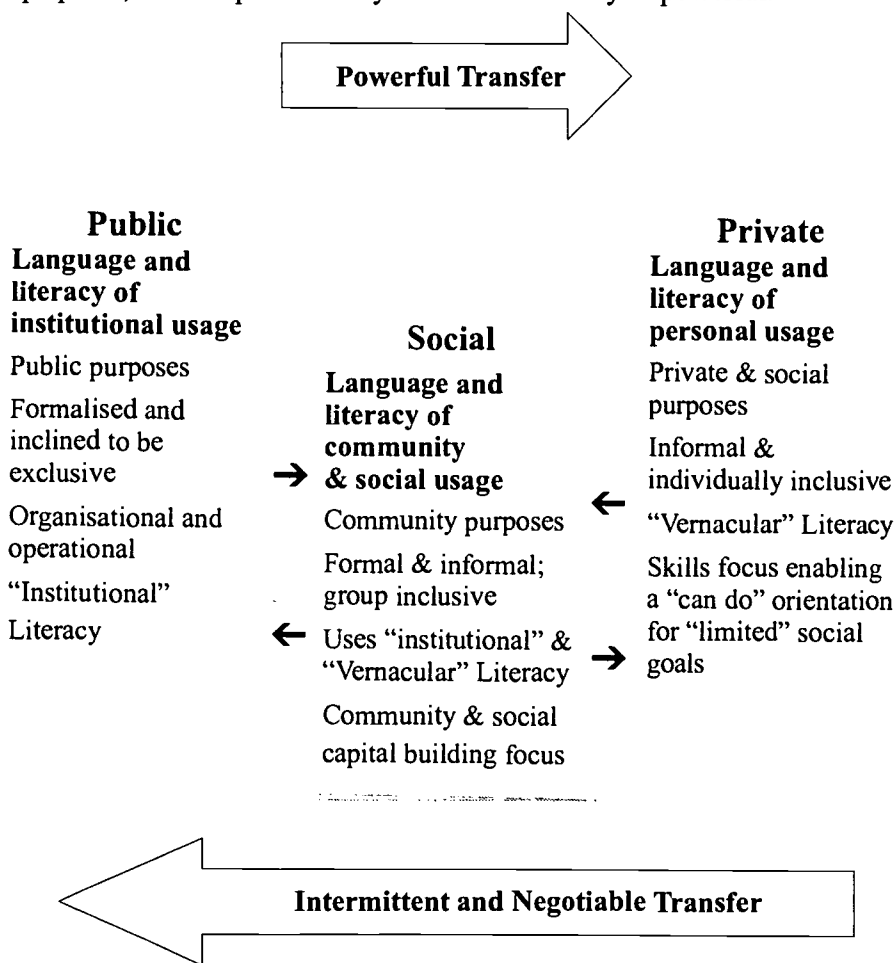 Powerful Transfer
Public
Language and
literacy of
institutional usage
Public purposes
Formalised and
inclined to be
exclusive
Organisational and
operational
“Institutional”
Literacy
Social
Language and
literacy of
community
& social usage
Community purposes
Formal & informal;
group inclusive
Uses “institutional” &
“Vernacular” Literacy
Community & social
capital building focus
Private
Language and
literacy of
personal usage
Private & social
purposes
Informal &
individually inclusive
“Vernacular” Literacy
Skills focus enabling
a “can do” orientation
for “limited” social
goals
Intermittent and Negotiable Transfer